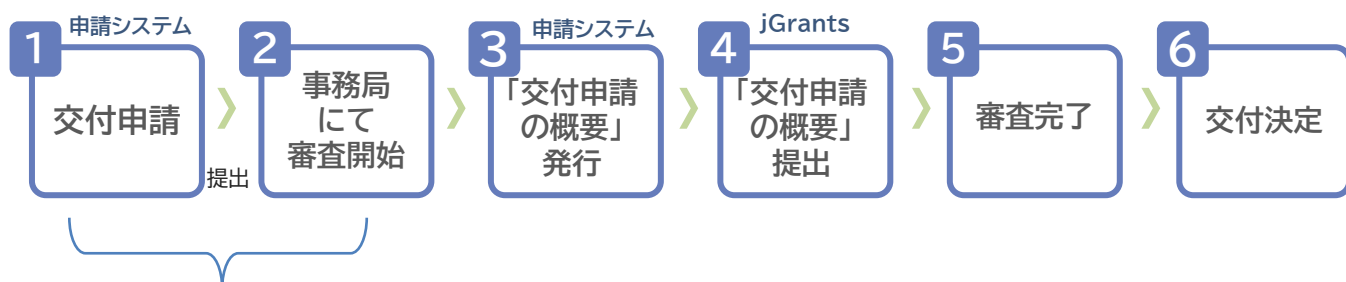 1
申請システム
交付申請
提出
2
事務局
にて
審査開始
3
申請システム
「交付申請
の概要」
発行
4
jGrants
「交付申請
の概要」
提出
5
審査完了
6
交付決定